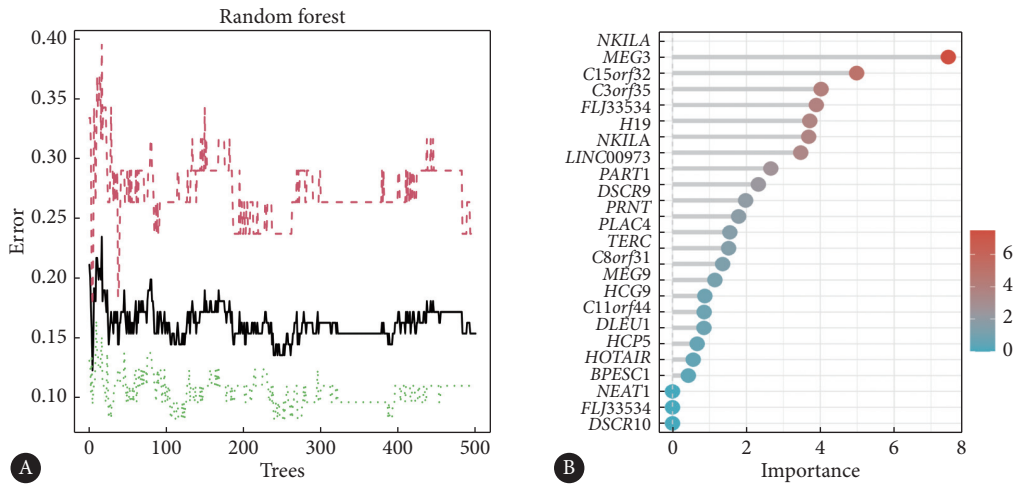 Random forest
0.40
0.35
0.30
0.25
0.20
0.15
0.10
Error
0 100 200 300 400 500
Trees
A
NKILA
MEG3
C15orf32
C3orf35
FLJ33534
H19
NKILA
LINC00973
PART1
DSCR9
PRNT
PLAC4
TERC
C8orf31
MEG9
HCG9
C11orf44
DLEU1
HCP5
HOTAIR
BPESC1
NEAT1
FLJ33534
DSCR10
0 2 4 6 8
Importance
6
4
2
0
B